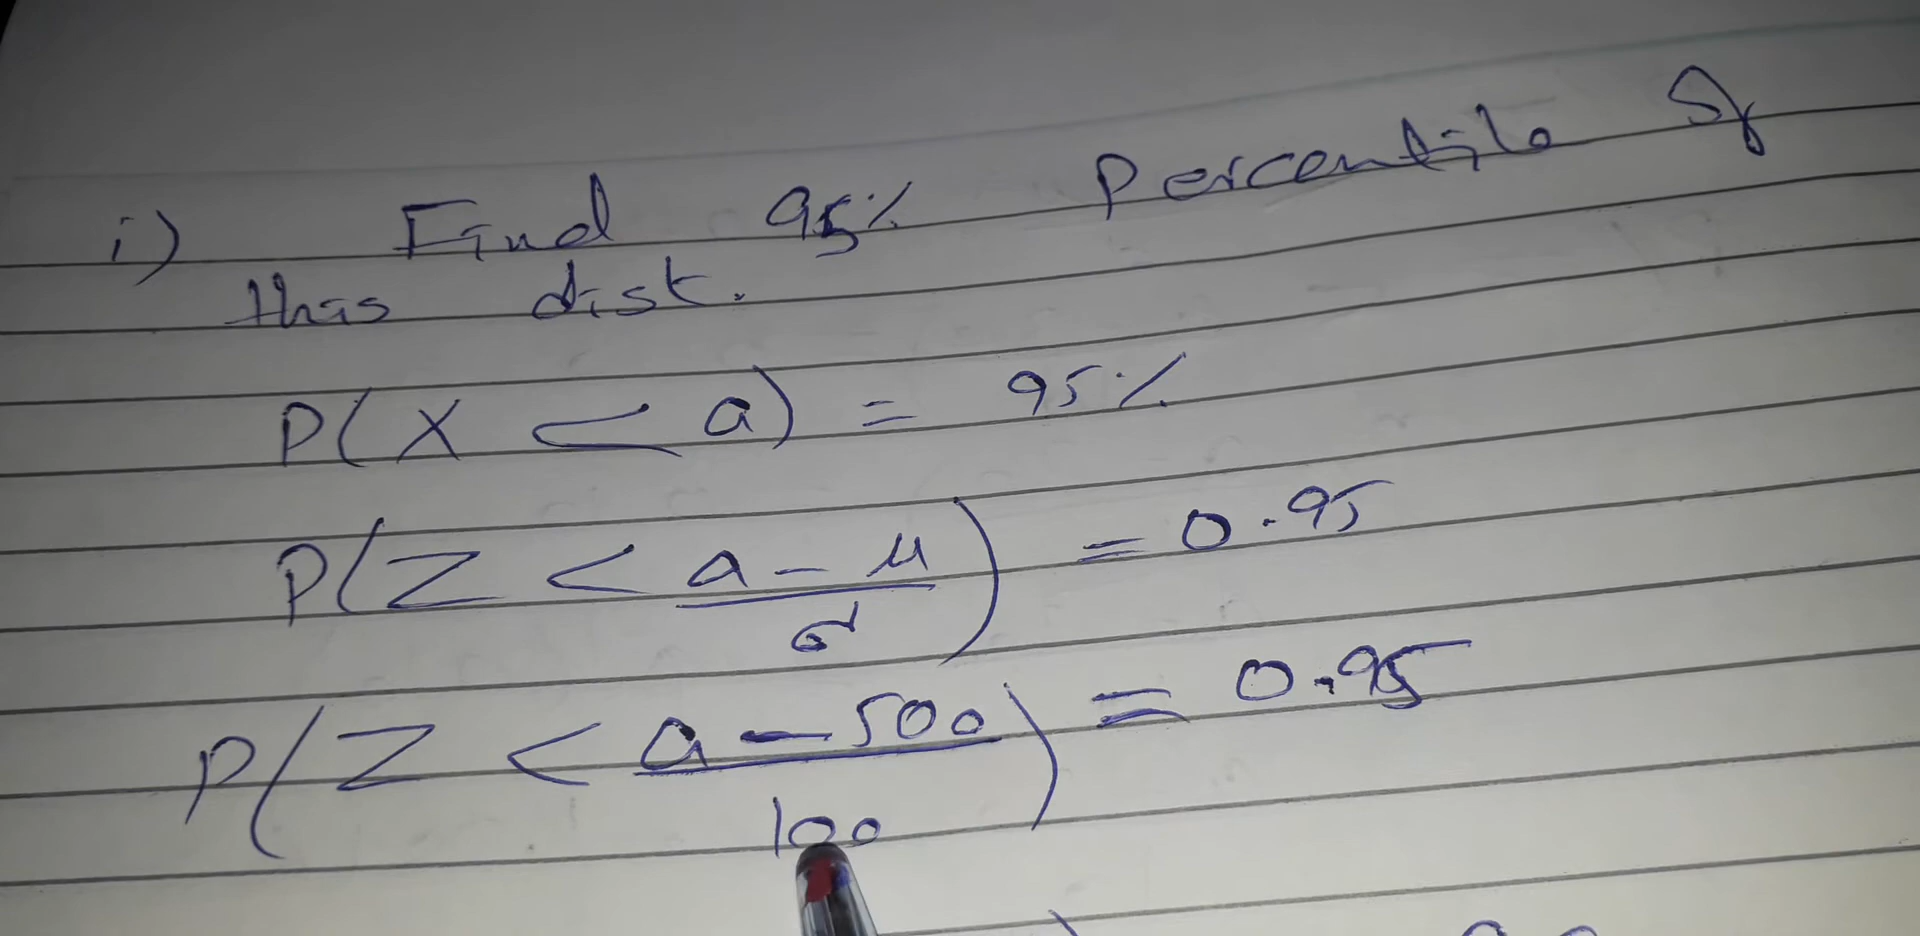 i) Find 95% Percentile of
this dist.
P(X < a) = 95%
P(Z < a - μ / σ) = 0.95
P(Z < a - 500 / 100) = 0.95